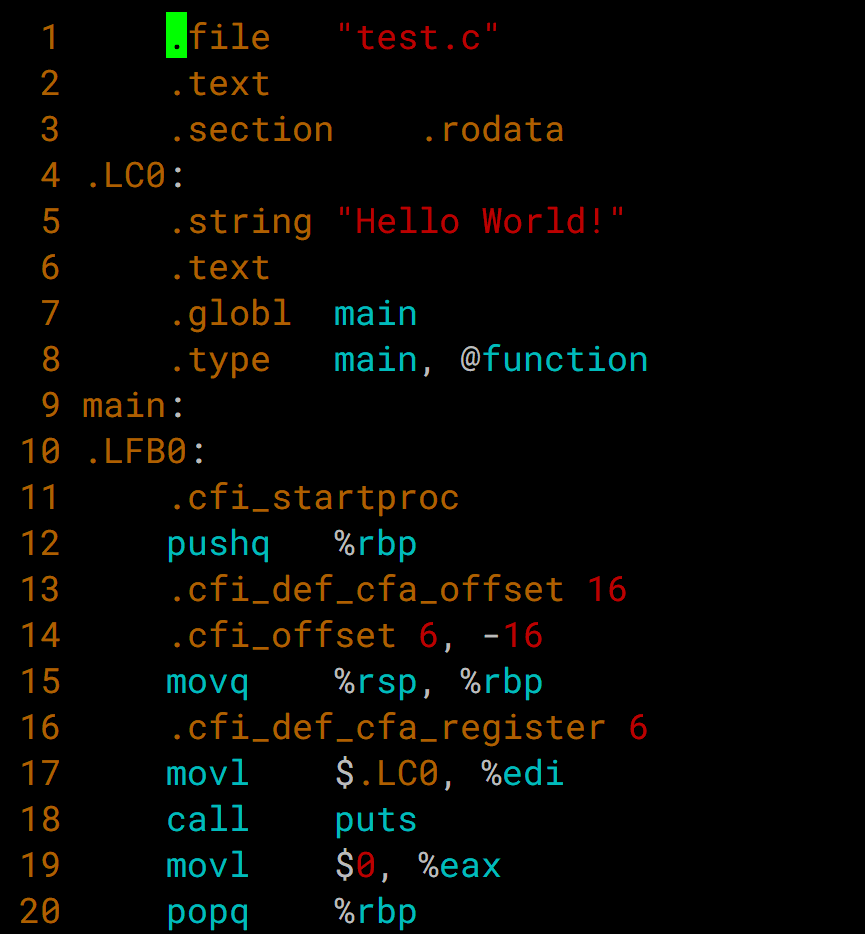 1 .file "test.c"
2 .text
3 .section .rodata
4 .LC0:
5 .string "Hello World!"
6 .text
7 .globl main
8 .type main, @function
9 main:
10 .LFB0:
11 .cfi_startproc
12 pushq %rbp
13 .cfi_def_cfa_offset 16
14 .cfi_offset 6, -16
15 movq %rsp, %rbp
16 .cfi_def_cfa_register 6
17 movl $.LC0, %edi
18 call puts
19 movl $0, %eax
20 popq %rbp